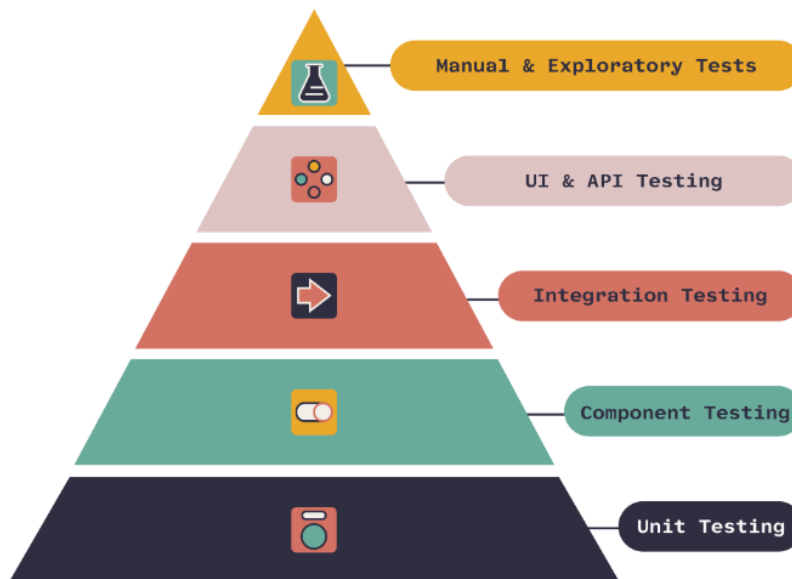 Manual & Exploratory Tests
UI & API Testing
Integration Testing
Component Testing
Unit Testing